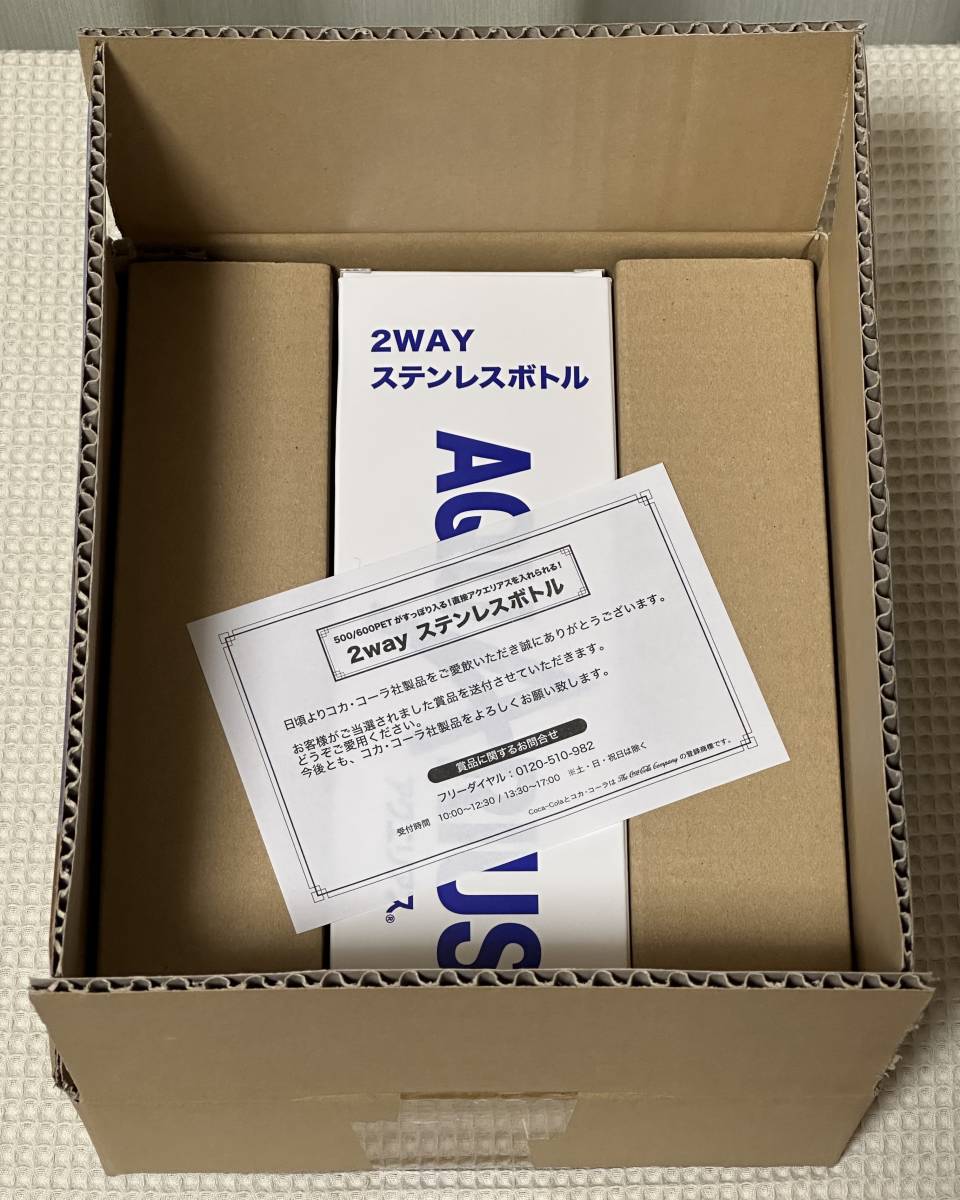 2WAY
ステンレスボトル
500/600PETがすっぽり入る!直接アクエリアスを入れられる!
2way ステンレスボトル
日頃よりコカ・コーラ社製品をご愛飲いただき誠にありがとうございます。
お客様がご当選されました賞品を送付させていただきます。
どうぞご愛用ください。
今後とも、コカ・コーラ社製品をよろしくお願い致します。
賞品に関するお問合せ
フリーダイヤル:0120-510-982
受付時間 10:00~12:30 / 13:30~17:00 ※土・日・祝日は除く
Coca-Colaとコカ・コーラは The Coca-Cola Company の登録商標です。